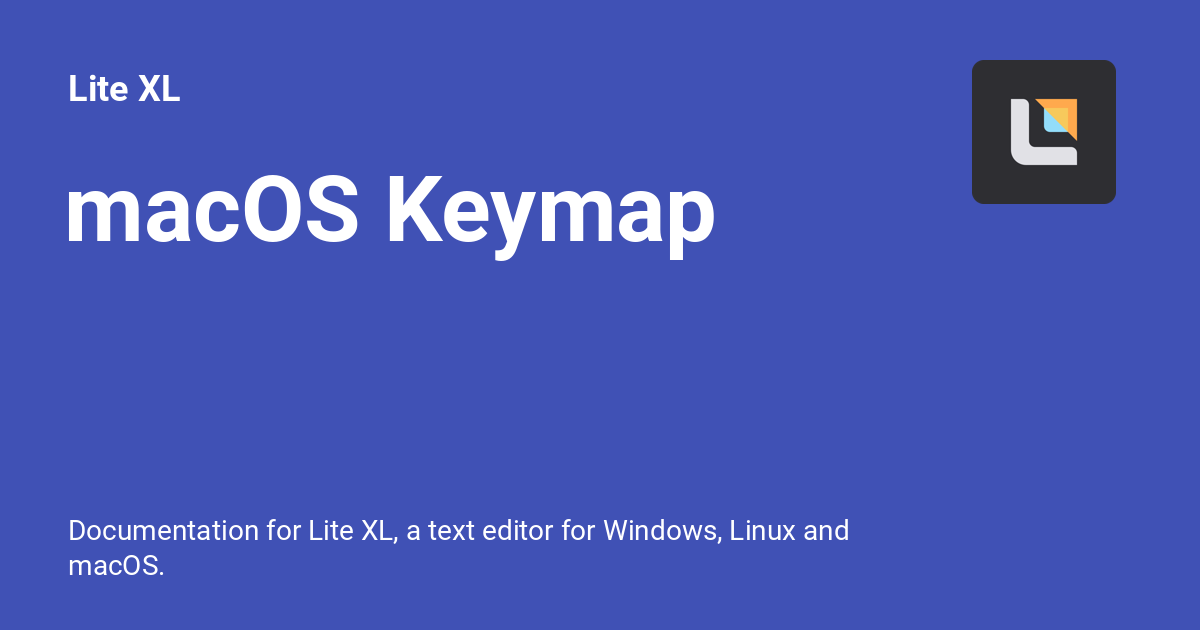 Lite XL
macOS Keymap
Documentation for Lite XL, a text editor for Windows, Linux and
macOS.